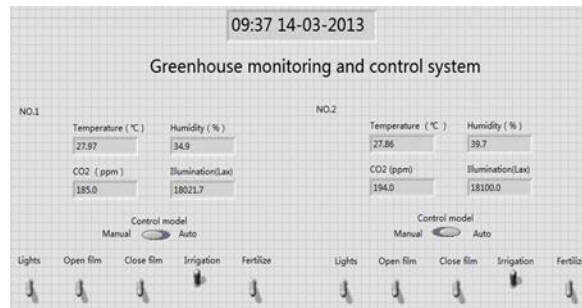 09:37 14-03-2013
Greenhouse monitoring and control system
NO.1
Temperature (℃) Humidity (%)
27.97 34.9
CO2 (ppm) Illumination(Lax)
185.0 18021.7
Control model
Manual Auto
Lights Open film Close film Irrigation Fertilize
NO.2
Temperature (℃) Humidity (%)
27.86 39.7
CO2 (ppm) Illumination(Lax)
194.0 18100.0
Control model
Manual Auto
Lights Open film Close film Irrigation Fertiliz